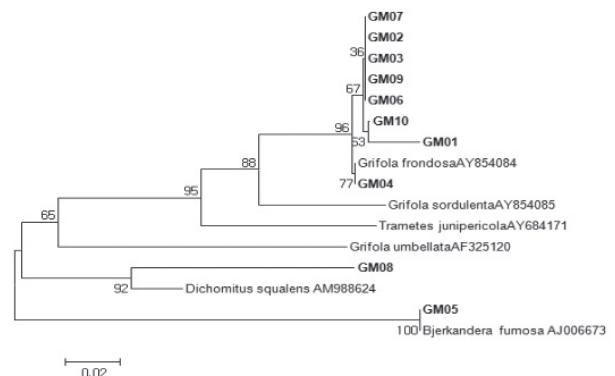 GM07
GM02
36
GM03
GM09
67
GM06
GM10
96
53
GM01
Grifola frondosaAY854084
88
77 GM04
95
Grifola sordulentaAY854085
65
Trametes junipericolaAY684171
Grifola umbellataAF325120
GM08
92
Dichomitus squalens AM988624
GM05
100 Bjerkandera fumosa AJ006673
0.02